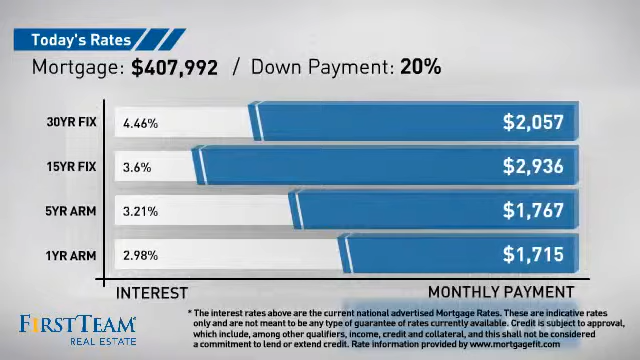 Today's Rates
Mortgage: $407,992 / Down Payment: 20%
30YR FIX 4.46% $2,057
15YR FIX 3.6% $2,936
5YR ARM 3.21% $1,767
1YR ARM 2.98% $1,715
INTEREST MONTHLY PAYMENT
* The interest rates above are the current national advertised Mortgage Rates. These are indicative rates
only and are not meant to be any type of guarantee of rates currently available. Credit is subject to approval,
which include, among other qualifiers, income, credit and collateral, and this shall not be considered
a commitment to lend or extend credit. Rate information provided by www.mortgagefit.com
FIRSTTEAM®
REAL ESTATE